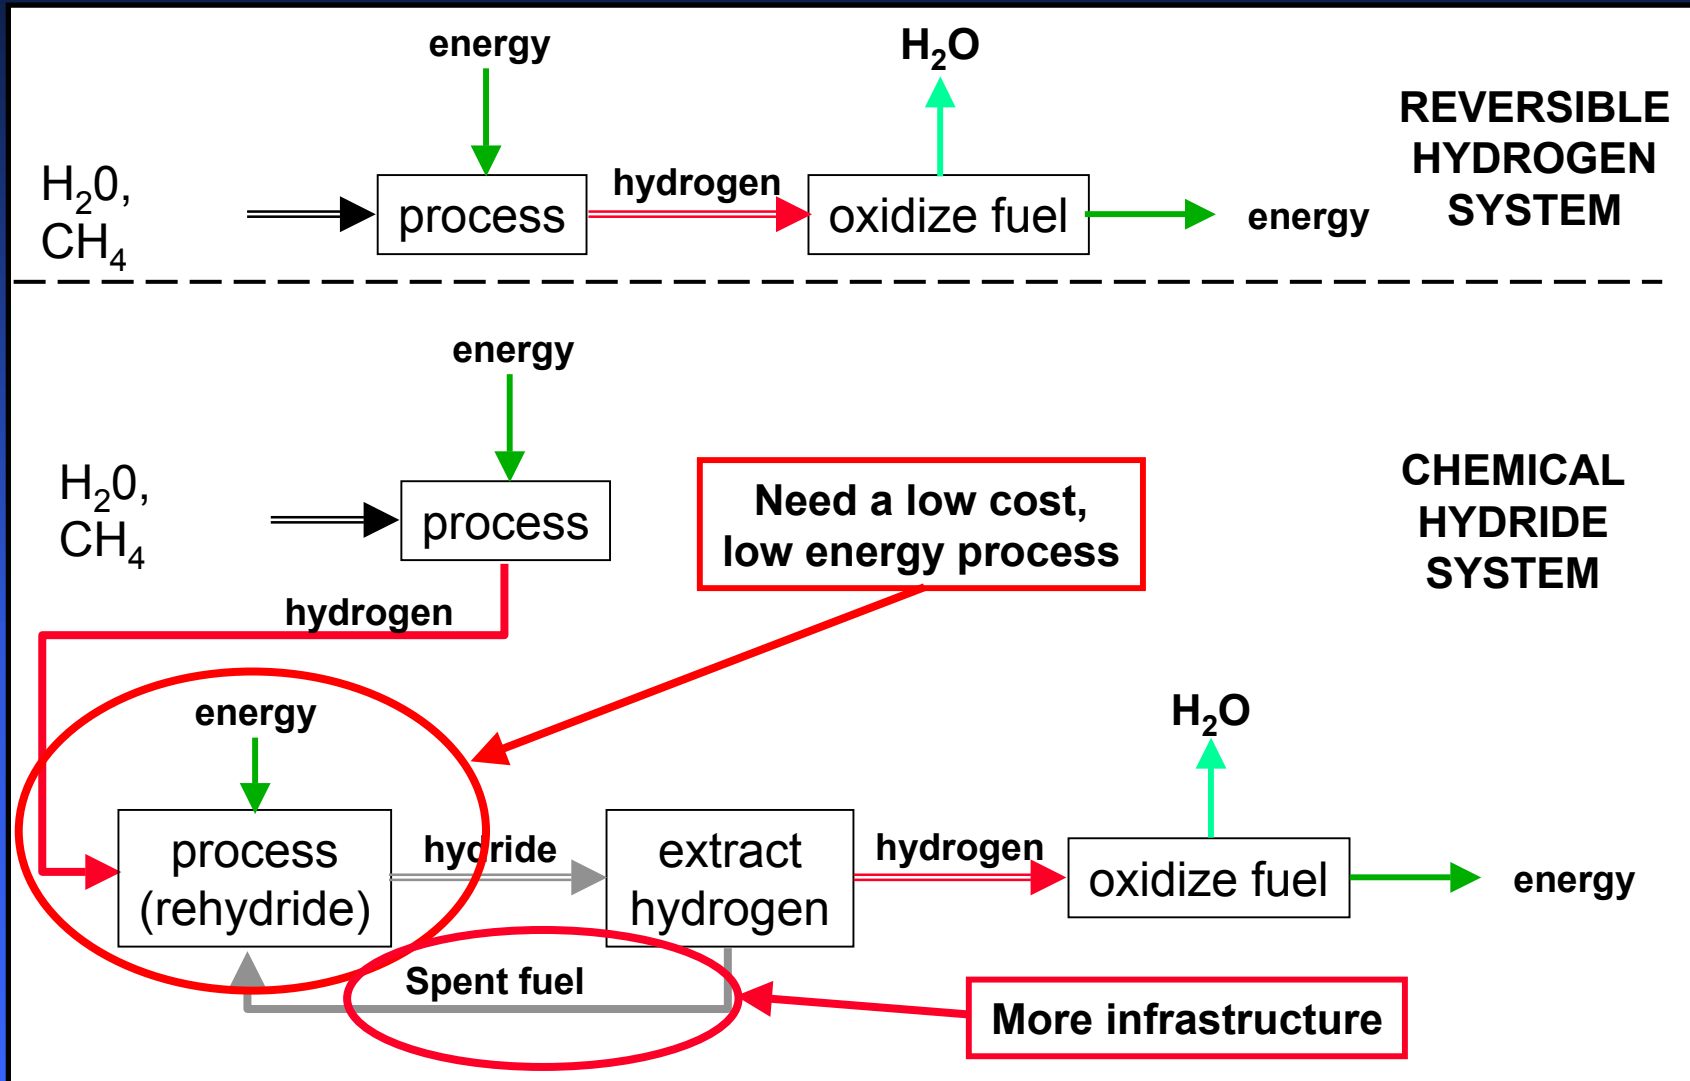 energy
H₂O
REVERSIBLE
HYDROGEN
SYSTEM
H₂0,
CH₄
process
hydrogen
oxidize fuel
energy
energy
H₂0,
CH₄
process
Need a low cost,
low energy process
CHEMICAL
HYDRIDE
SYSTEM
hydrogen
energy
H₂O
process
(rehydride)
hydride
extract
hydrogen
hydrogen
oxidize fuel
energy
Spent fuel
More infrastructure